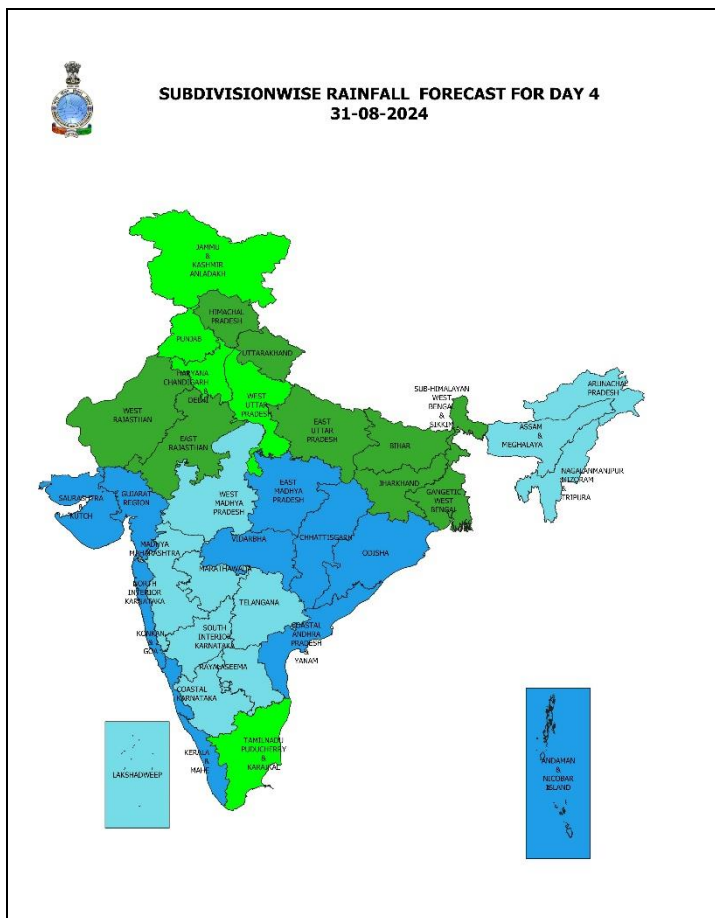 SUBDIVISIONWISE RAINFALL FORECAST FOR DAY 4
31-08-2024
JAMMU
&
KASHMIR
ANLADAKH
HIMACHAL
PRADESH
PUNJAB
UTTARAKHAND
HARYANA
CHANDIGARH
&
DELHI
WEST
UTTAR
PRADESH
SUB-HIMALAYAN
WEST
BENGAL
&
SIKKIM
ARUNACHAL
PRADESH
WEST
RAJASTHAN
EAST
RAJASTHAN
EAST
UTTAR
PRADESH
BIHAR
ASSAM
&
MEGHALAYA
NAGALANMANIPUR
MIZORAM
&
TRIPURA
JHARKHAND
GANGETIC
WEST
BENGAL
SAURASHTRA
&
KUTCH
GUJARAT
REGION
WEST
MADHYA
PRADESH
EAST
MADHYA
PRADESH
VIDARBHA
CHHATTISGARH
ODISHA
MADHYA
MAHARASHTRA
MARATHAWADA
NORTH
INTERIOR
KARNATAKA
TELANGANA
KONKAN
&
GOA
SOUTH
INTERIOR
KARNATAKA
COASTAL
ANDHRA
PRADESH
&
YANAM
RAYALASEEMA
COASTAL
KARNATAKA
KERALA
&
MAHE
TAMILNADU
PUDUCHERRY
&
KARAIKAL
LAKSHADWEEP
ANDAMAN
&
NICOBAR
ISLAND